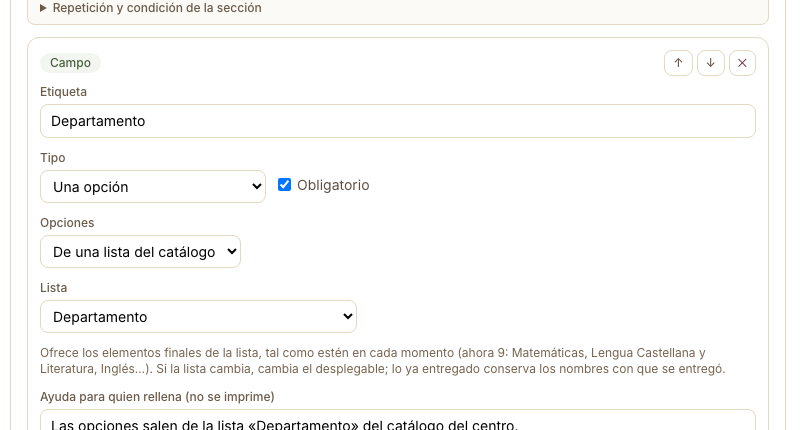 Repetición y condición de la sección
Campo
Etiqueta
Departamento
Tipo
Una opción
Obligatorio
Opciones
De una lista del catálogo
Lista
Departamento
Ofrece los elementos finales de la lista, tal como estén en cada momento (ahora 9: Matemáticas, Lengua Castellana y
Literatura, Inglés…). Si la lista cambia, cambia el desplegable; lo ya entregado conserva los nombres con que se entregó.
Ayuda para quien rellena (no se imprime)
Las opciones salen de la lista «Departamento» del catálogo del centro.